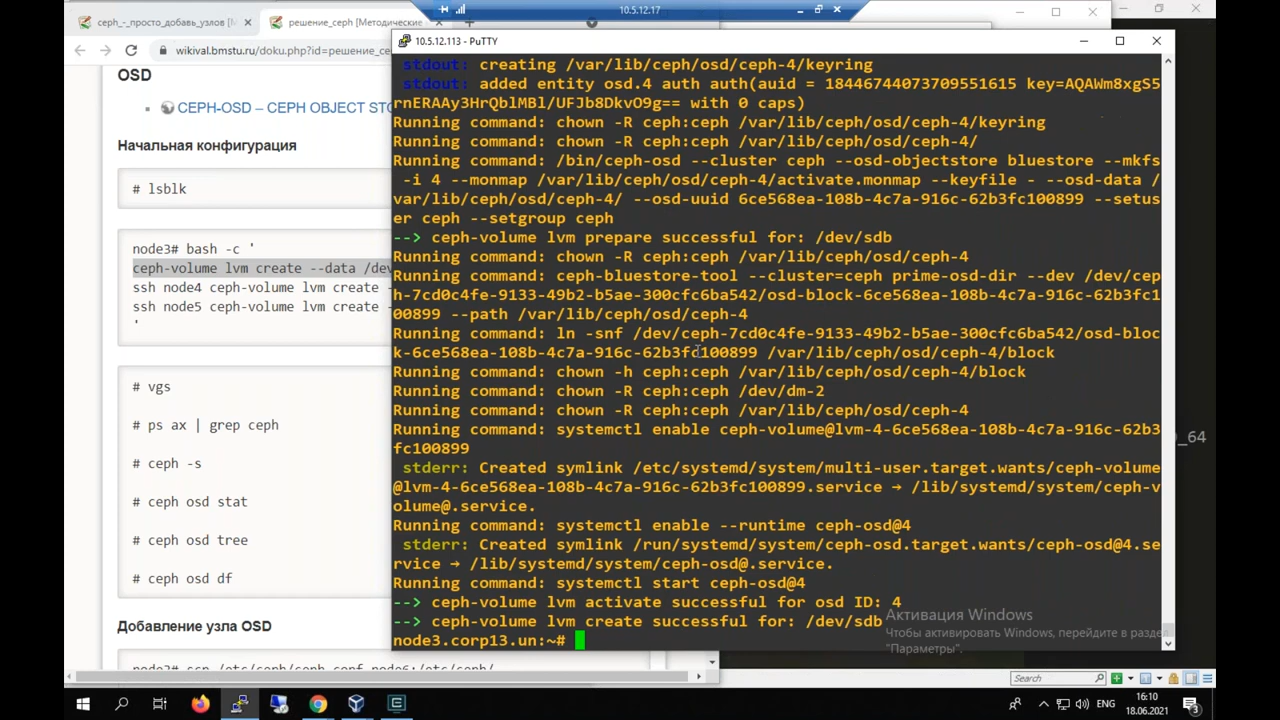 10.5.12.17
ceph_-_просто_добавь_узлов [М
решение_ceph [Методические
wikival.bmstu.ru/doku.php?id=решение_ce
OSD
CEPH-OSD – CEPH OBJECT STO
Начальная конфигурация
# lsblk
node3# bash -c '
ceph-volume lvm create --data /dev
ssh node4 ceph-volume lvm create -
ssh node5 ceph-volume lvm create -
'
# vgs
# ps ax | grep ceph
# ceph -s
# ceph osd stat
# ceph osd tree
# ceph osd df
Добавление узла OSD
node3# scp /etc/ceph/ceph.conf node6:/etc/ceph/
10.5.12.113 - PuTTY
stdout: creating /var/lib/ceph/osd/ceph-4/keyring
stdout: added entity osd.4 auth auth(auid = 18446744073709551615 key=AQAWm8xgS5
rnERAAy3HrQblMBl/UFJb8DkvO9g== with 0 caps)
Running command: chown -R ceph:ceph /var/lib/ceph/osd/ceph-4/keyring
Running command: chown -R ceph:ceph /var/lib/ceph/osd/ceph-4/
Running command: /bin/ceph-osd --cluster ceph --osd-objectstore bluestore --mkfs
-i 4 --monmap /var/lib/ceph/osd/ceph-4/activate.monmap --keyfile - --osd-data /
var/lib/ceph/osd/ceph-4/ --osd-uuid 6ce568ea-108b-4c7a-916c-62b3fc100899 --setus
er ceph --setgroup ceph
--> ceph-volume lvm prepare successful for: /dev/sdb
Running command: chown -R ceph:ceph /var/lib/ceph/osd/ceph-4
Running command: ceph-bluestore-tool --cluster=ceph prime-osd-dir --dev /dev/cep
h-7cd0c4fe-9133-49b2-b5ae-300cfc6ba542/osd-block-6ce568ea-108b-4c7a-916c-62b3fc1
00899 --path /var/lib/ceph/osd/ceph-4
Running command: ln -snf /dev/ceph-7cd0c4fe-9133-49b2-b5ae-300cfc6ba542/osd-bloc
k-6ce568ea-108b-4c7a-916c-62b3fc100899 /var/lib/ceph/osd/ceph-4/block
Running command: chown -h ceph:ceph /var/lib/ceph/osd/ceph-4/block
Running command: chown -R ceph:ceph /dev/dm-2
Running command: chown -R ceph:ceph /var/lib/ceph/osd/ceph-4
Running command: systemctl enable ceph-volume@lvm-4-6ce568ea-108b-4c7a-916c-62b3
fc100899
stderr: Created symlink /etc/systemd/system/multi-user.target.wants/ceph-volume
@lvm-4-6ce568ea-108b-4c7a-916c-62b3fc100899.service → /lib/systemd/system/ceph-v
olume@.service.
Running command: systemctl enable --runtime ceph-osd@4
stderr: Created symlink /run/systemd/system/ceph-osd.target.wants/ceph-osd@4.se
rvice → /lib/systemd/system/ceph-osd@.service.
Running command: systemctl start ceph-osd@4
--> ceph-volume lvm activate successful for osd ID: 4
--> ceph-volume lvm create successful for: /dev/sdb
node3.corp13.un:~#
D_64
Активация Windows
Чтобы активировать Windows, перейдите в раздел
"Параметры".
Search
ENG
16:10
18.06.2021
3